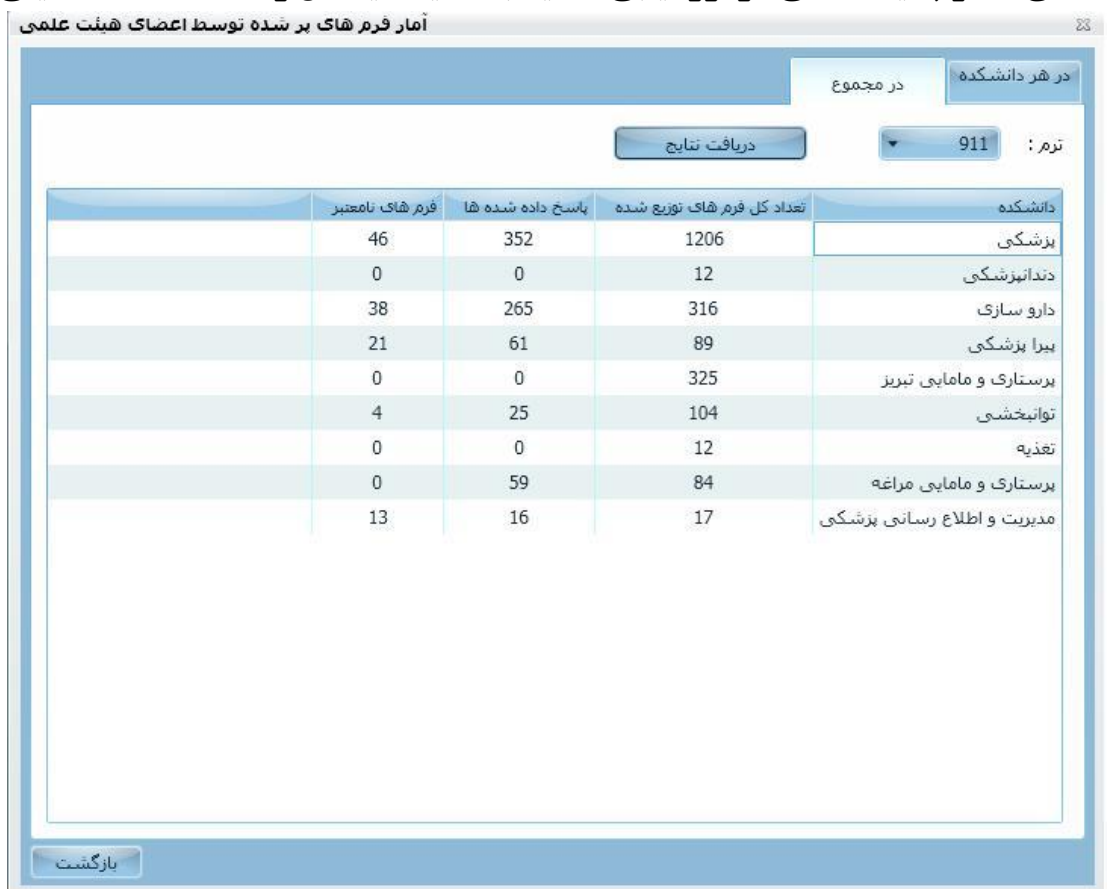 آمار فرم های پر شده توسط اعضای هیئت علمی
در هر دانشکده
در مجموع
ترم : 911 دریافت نتایج
دانشکده تعداد کل فرم های توزیع شده پاسخ داده شده ها فرم های نامعتبر
پزشکی 1206 352 46
دندانپزشکی 12 0 0
دارو سازی 316 265 38
پیرا پزشکی 89 61 21
پرستاری و مامایی تبریز 325 0 0
توانبخشی 104 25 4
تغذیه 12 0 0
پرستاری و مامایی مراغه 84 59 0
مدیریت و اطلاع رسانی پزشکی 17 16 13
بازگشت